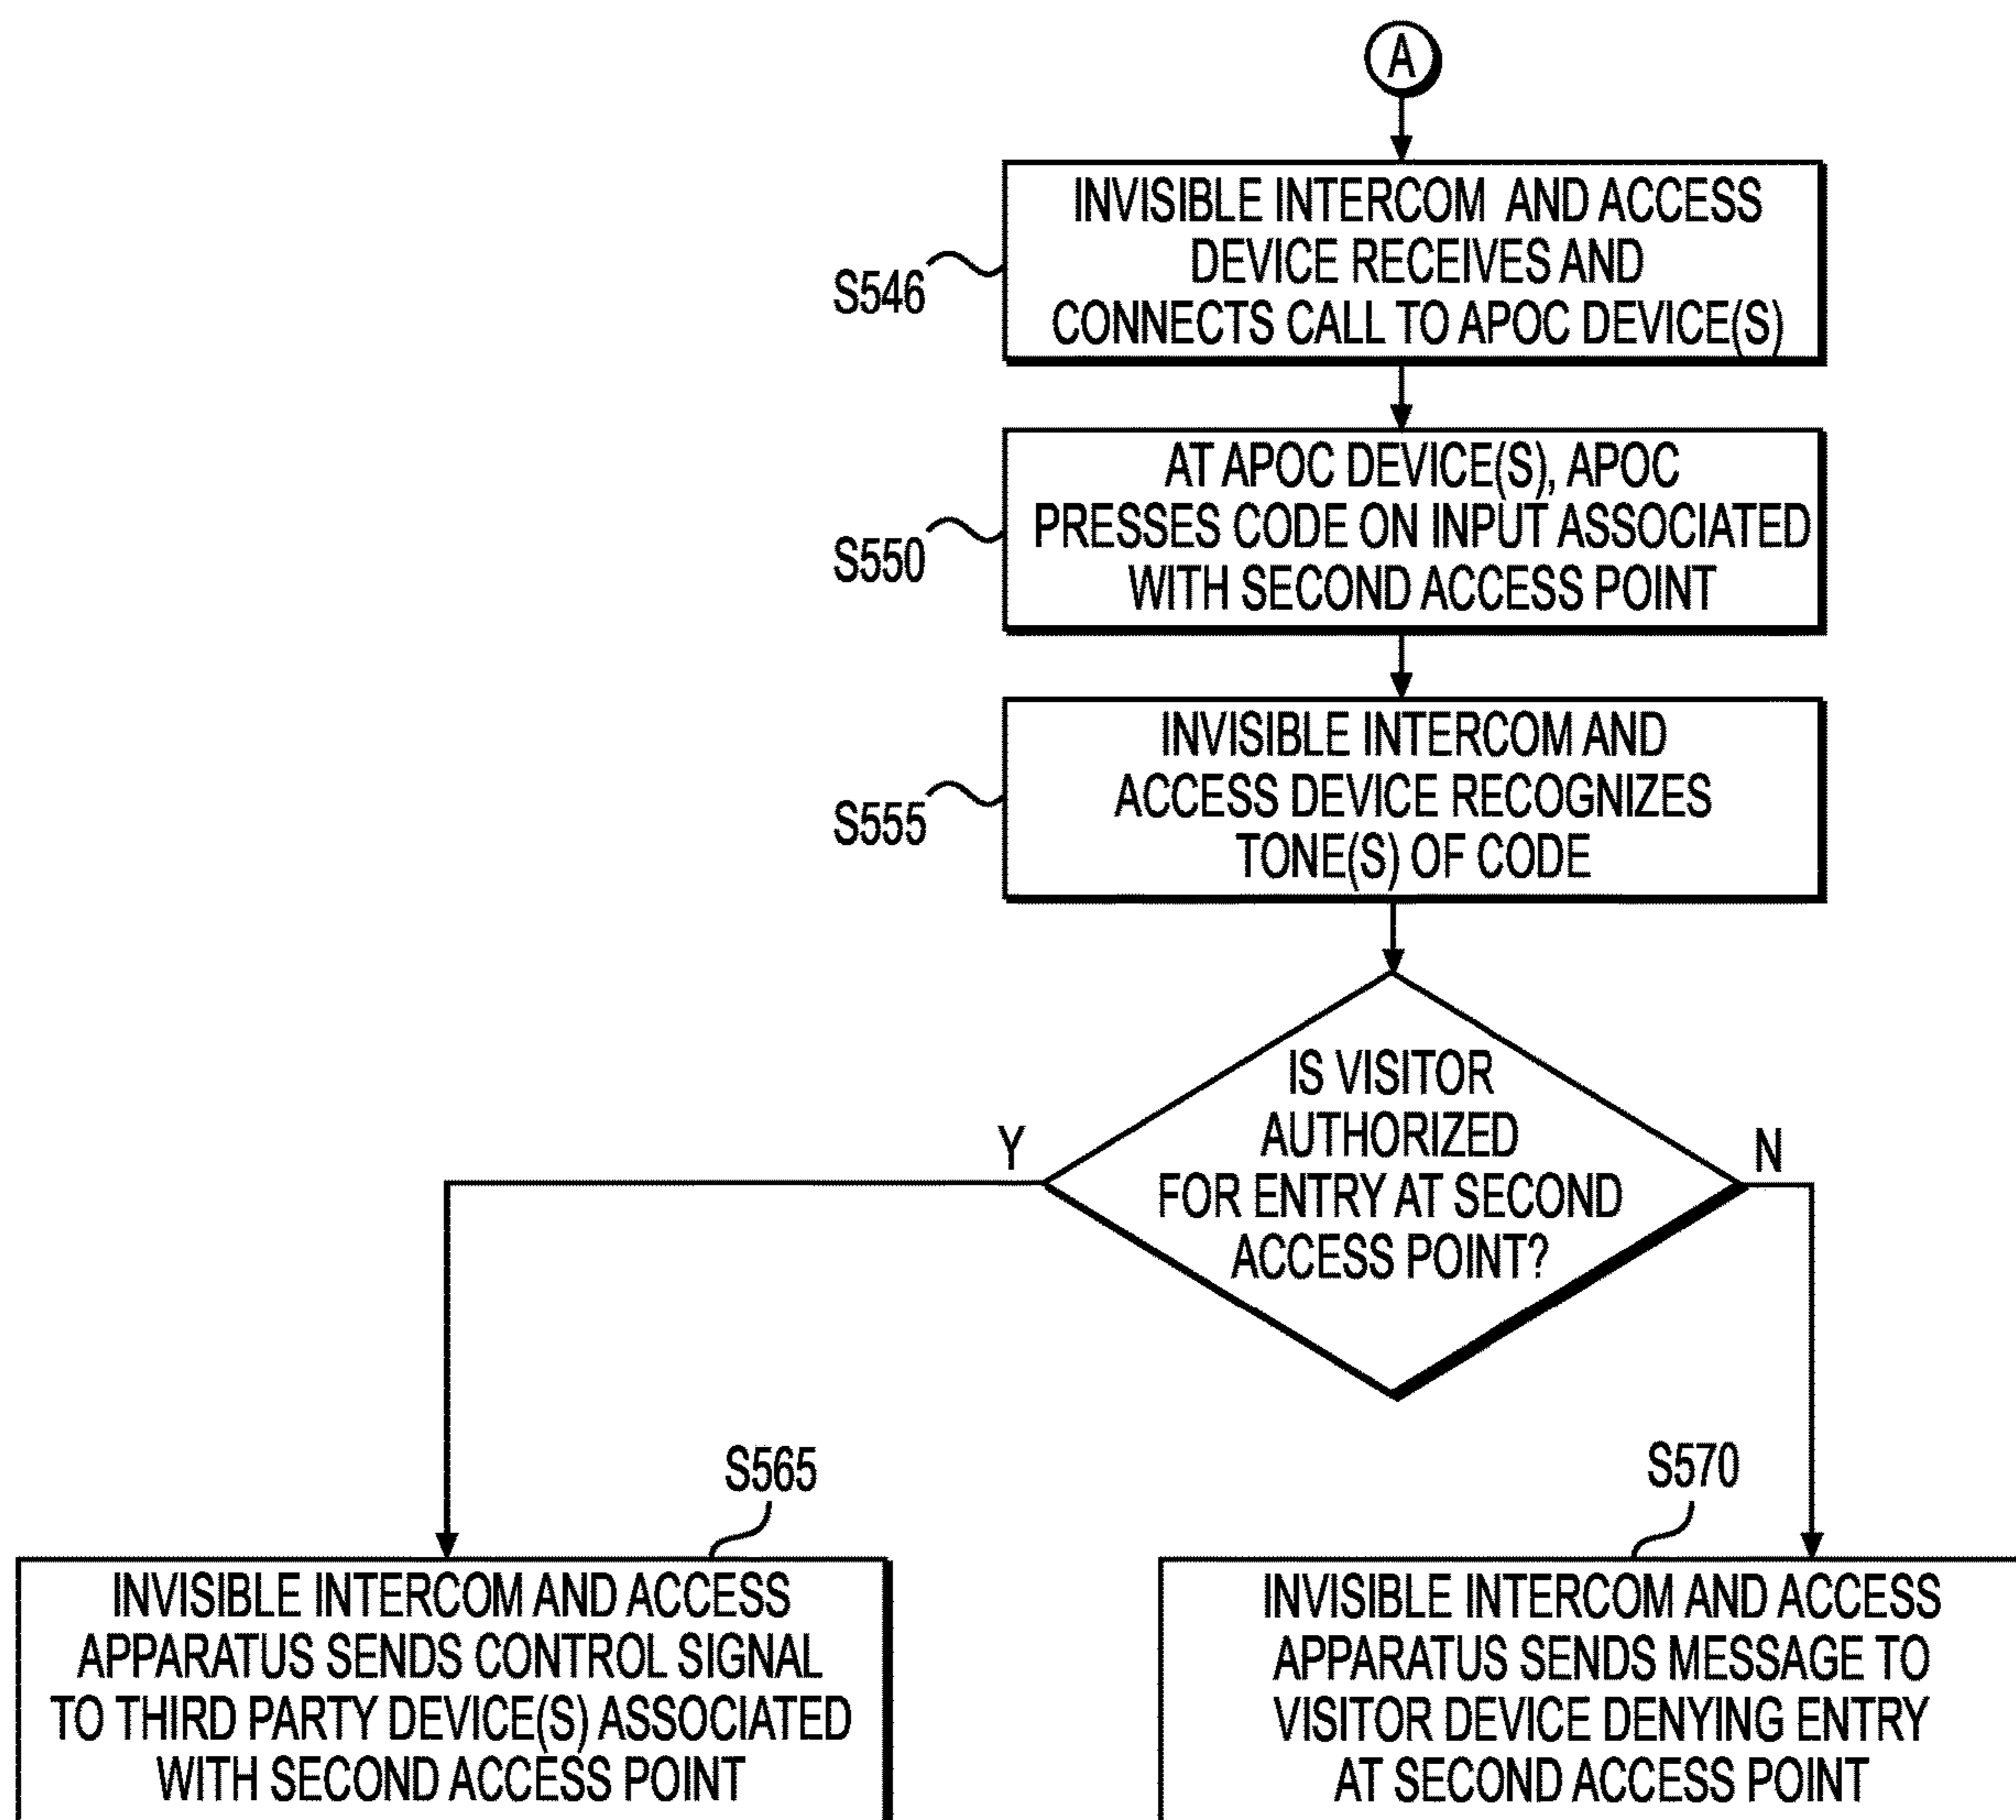 A
INVISIBLE INTERCOM AND ACCESS
DEVICE RECEIVES AND
CONNECTS CALL TO APOC DEVICE(S)
S546
AT APOC DEVICE(S), APOC
PRESSES CODE ON INPUT ASSOCIATED
WITH SECOND ACCESS POINT
S550
INVISIBLE INTERCOM AND
ACCESS DEVICE RECOGNIZES
TONE(S) OF CODE
S555
IS VISITOR
AUTHORIZED
FOR ENTRY AT SECOND
ACCESS POINT?
Y
N
S565
INVISIBLE INTERCOM AND ACCESS
APPARATUS SENDS CONTROL SIGNAL
TO THIRD PARTY DEVICE(S) ASSOCIATED
WITH SECOND ACCESS POINT
S570
INVISIBLE INTERCOM AND ACCESS
APPARATUS SENDS MESSAGE TO
VISITOR DEVICE DENYING ENTRY
AT SECOND ACCESS POINT